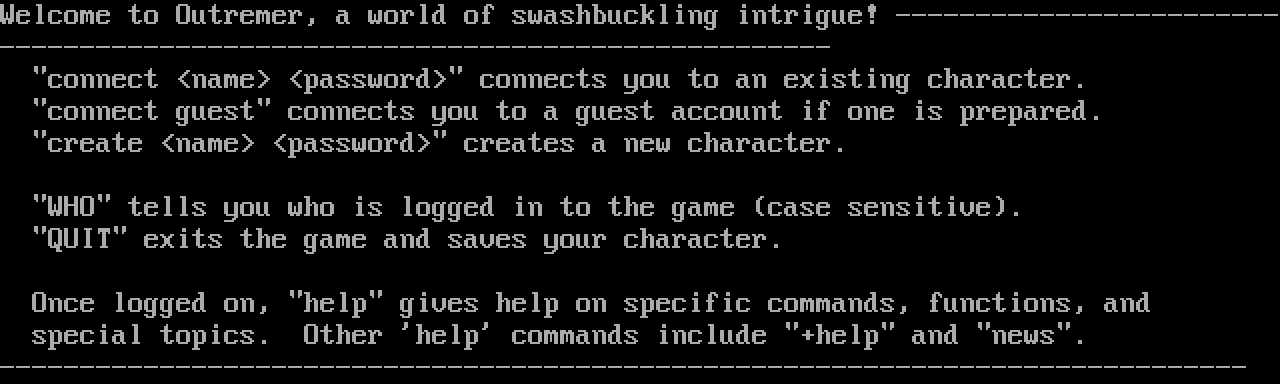 Welcome to Outremer, a world of swashbuckling intrigue! ------------------------
----------------------------------------------------
"connect <name> <password>" connects you to an existing character.
"connect guest" connects you to a guest account if one is prepared.
"create <name> <password>" creates a new character.
"WHO" tells you who is logged in to the game (case sensitive).
"QUIT" exits the game and saves your character.
Once logged on, "help" gives help on specific commands, functions, and
special topics.  Other 'help' commands include "+help" and "news".
------------------------------------------------------------------------------